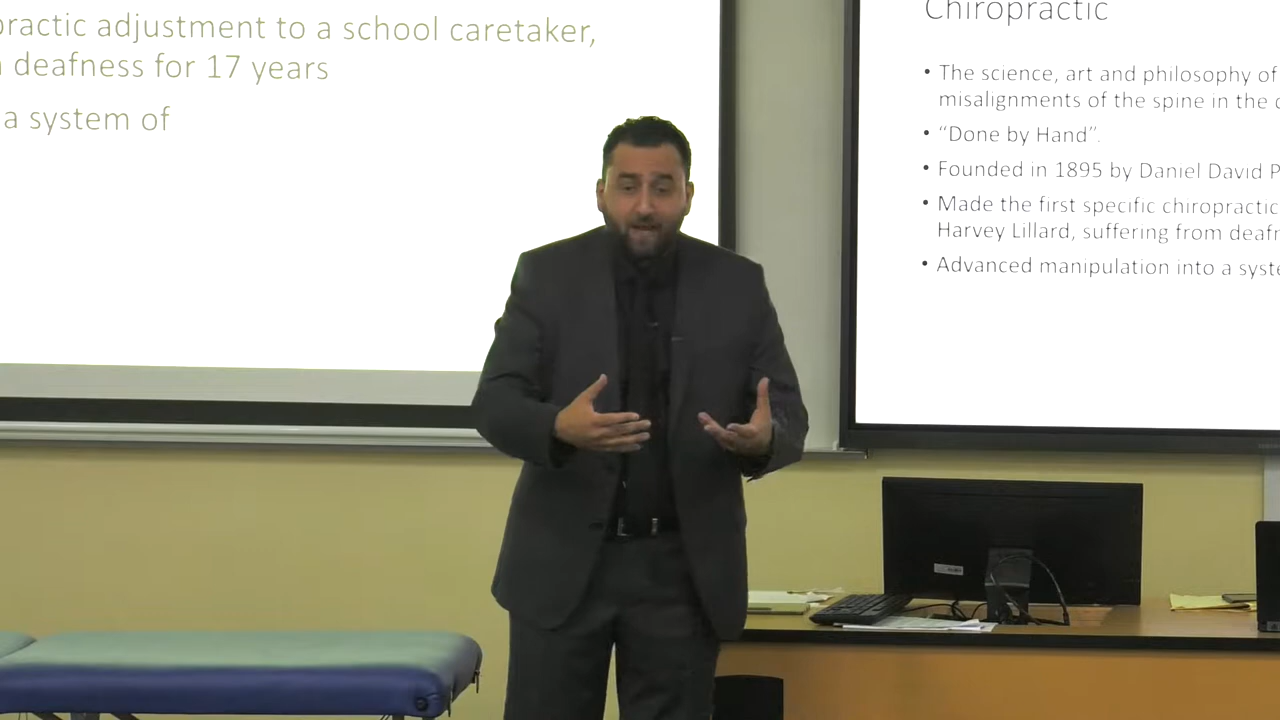 practic adjustment to a school caretaker,
deafness for 17 years
a system of
Chiropractic
• The science, art and philosophy of
misalignments of the spine in the
• “Done by Hand”.
• Founded in 1895 by Daniel David P
• Made the first specific chiropractic
Harvey Lillard, suffering from deafn
• Advanced manipulation into a syste